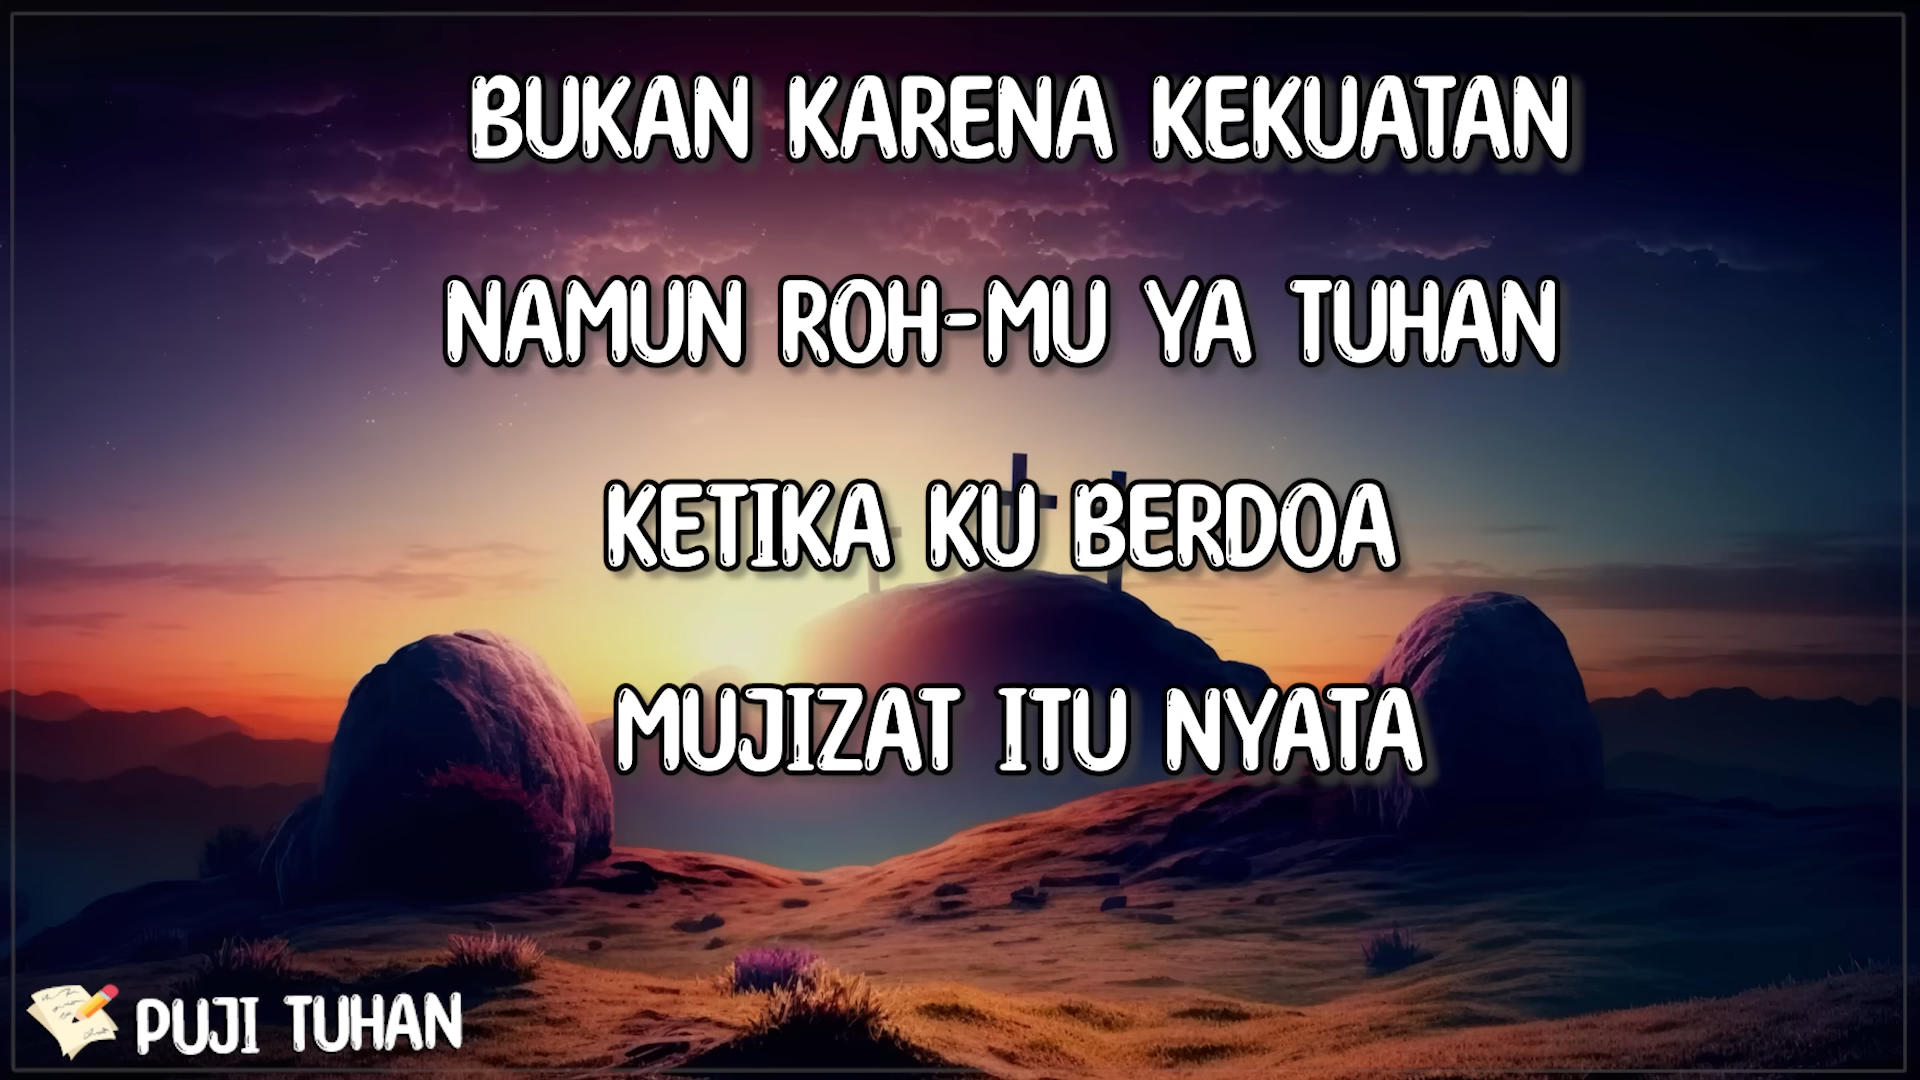 BUKAN KARENA KEKUATAN
NAMUN ROH-MU YA TUHAN
KETIKA KU BERDOA
MUJIZAT ITU NYATA
PUJI TUHAN